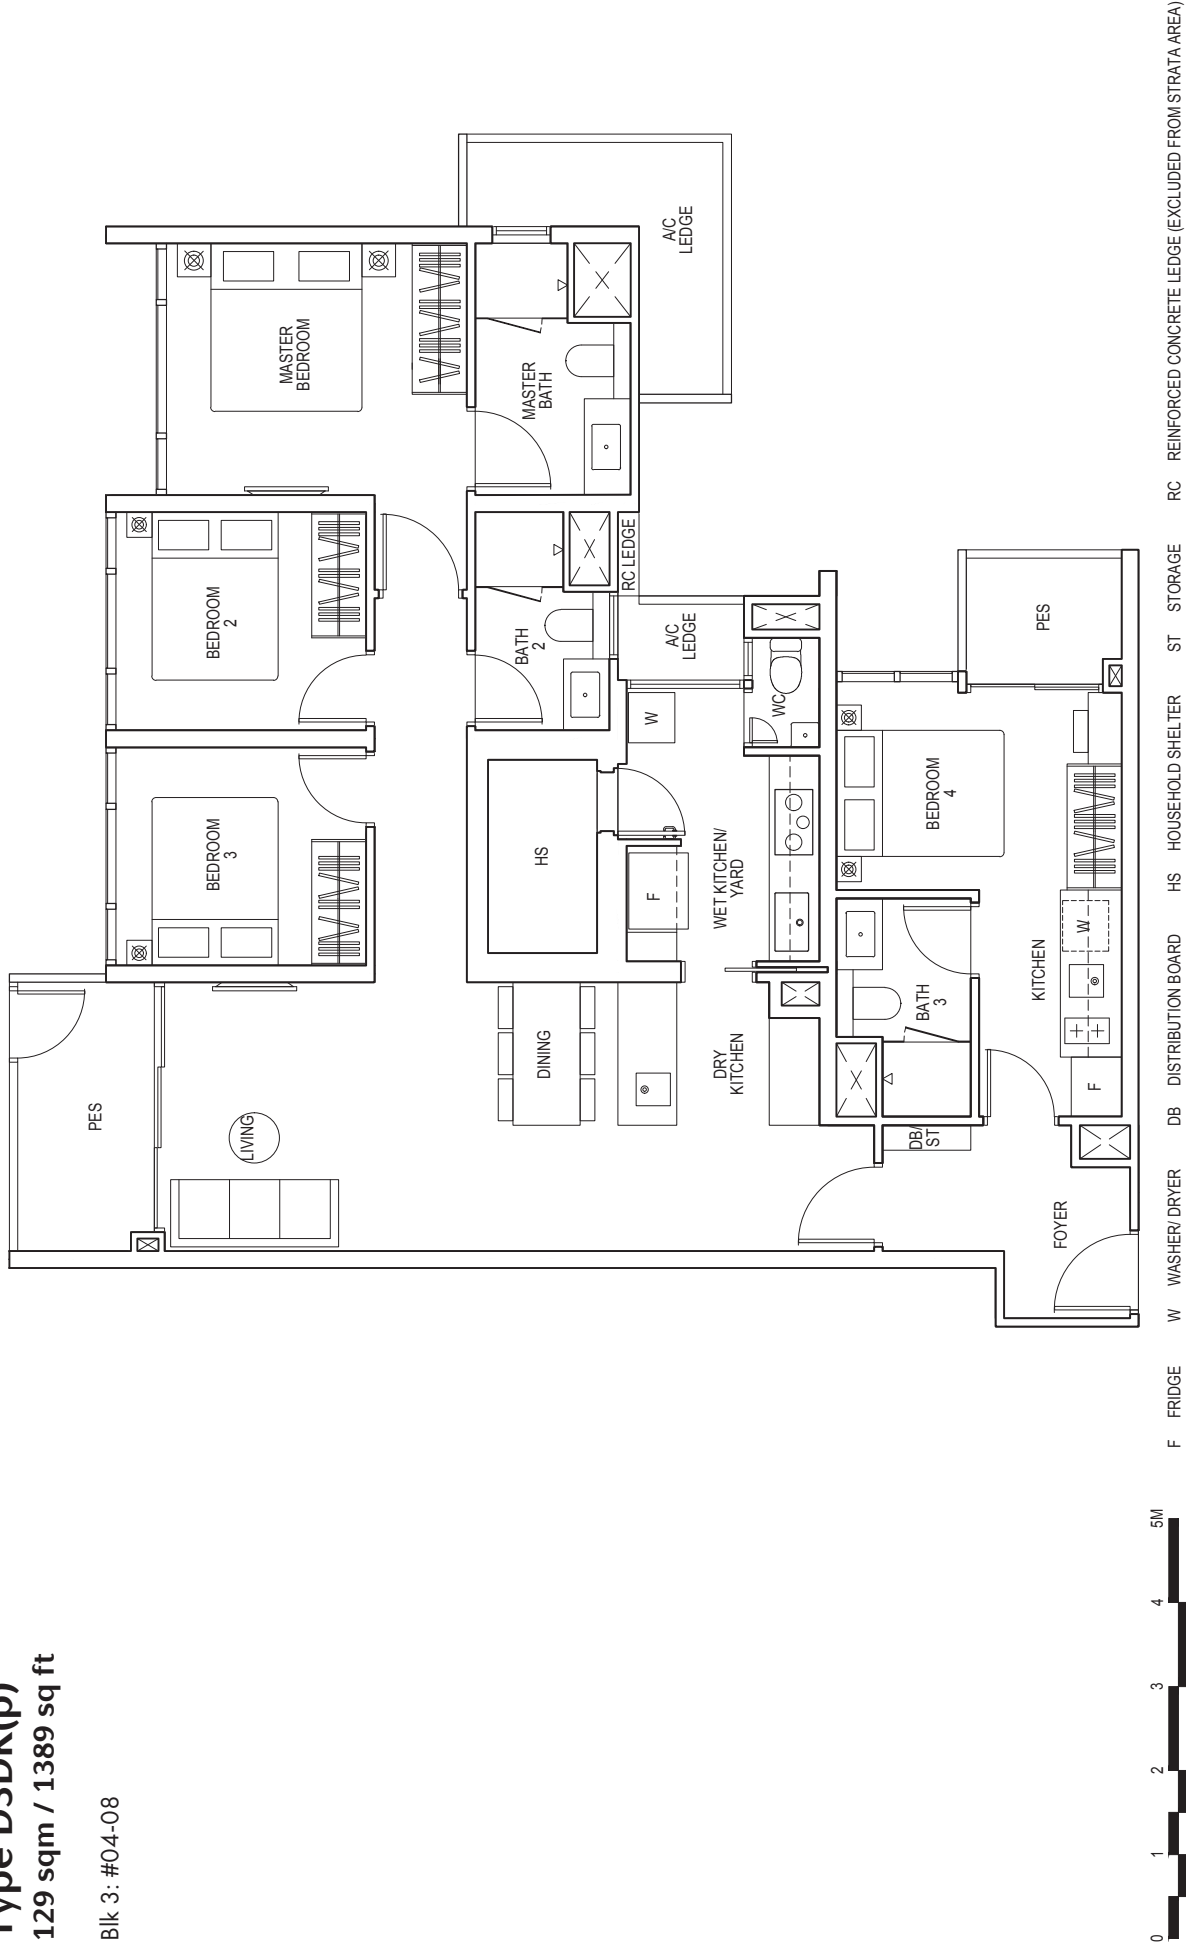 129 sqm / 1389 sq ft
Blk 3: #04-08
PES
LIVING
BEDROOM
3
BEDROOM
2
MASTER
BEDROOM
DINING
HS
BATH
2
MASTER
BATH
A/C
LEDGE
RC LEDGE
F
W
A/C
LEDGE
DRY
KITCHEN
WET KITCHEN/
YARD
WC
DB/
ST
BATH
3
BEDROOM
4
FOYER
KITCHEN
F
W
PES
0 1 2 3 4 5M
F FRIDGE W WASHER/ DRYER DB DISTRIBUTION BOARD HS HOUSEHOLD SHELTER ST STORAGE RC REINFORCED CONCRETE LEDGE (EXCLUDED FROM STRATA AREA)